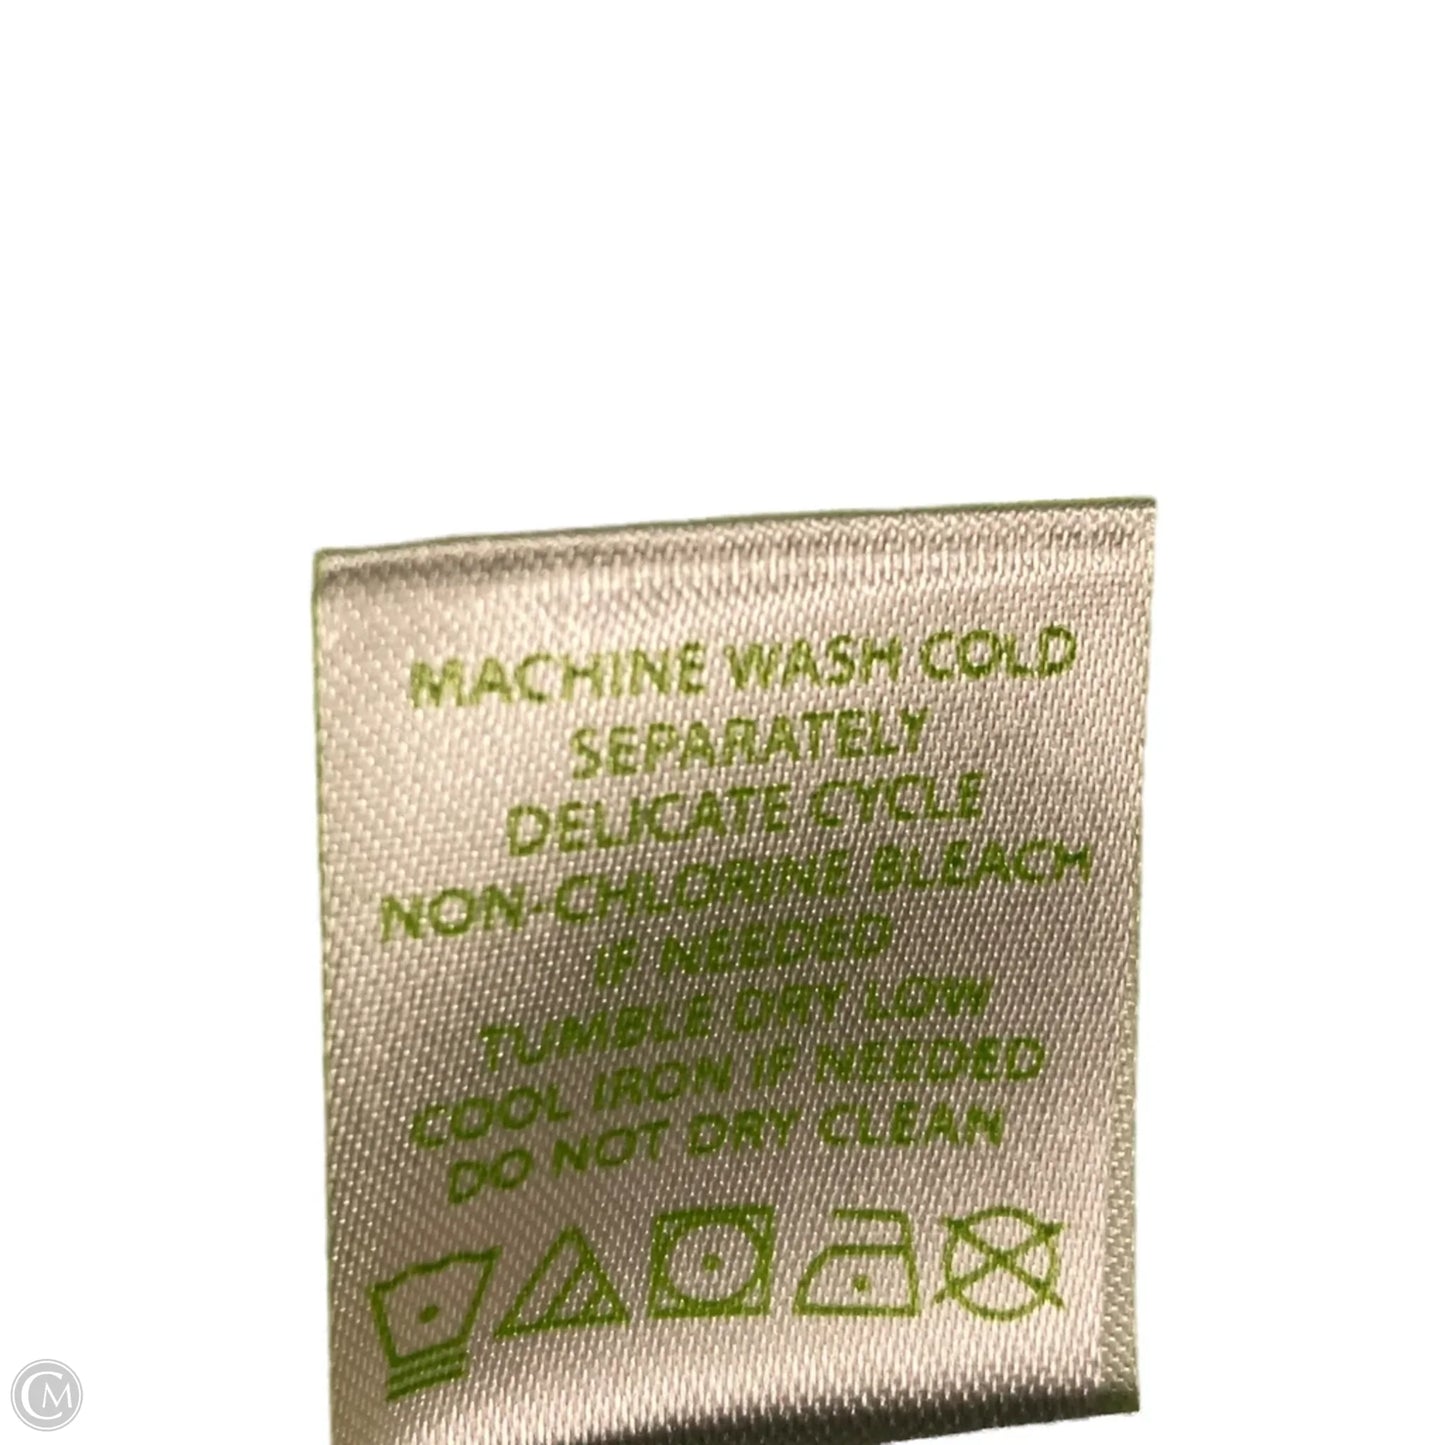 MACHINE WASH COLD
SEPARATELY
DELICATE CYCLE
NON-CHLORINE BLEACH
IF NEEDED
TUMBLE DRY LOW
COOL IRON IF NEEDED
DO NOT DRY CLEAN
CM